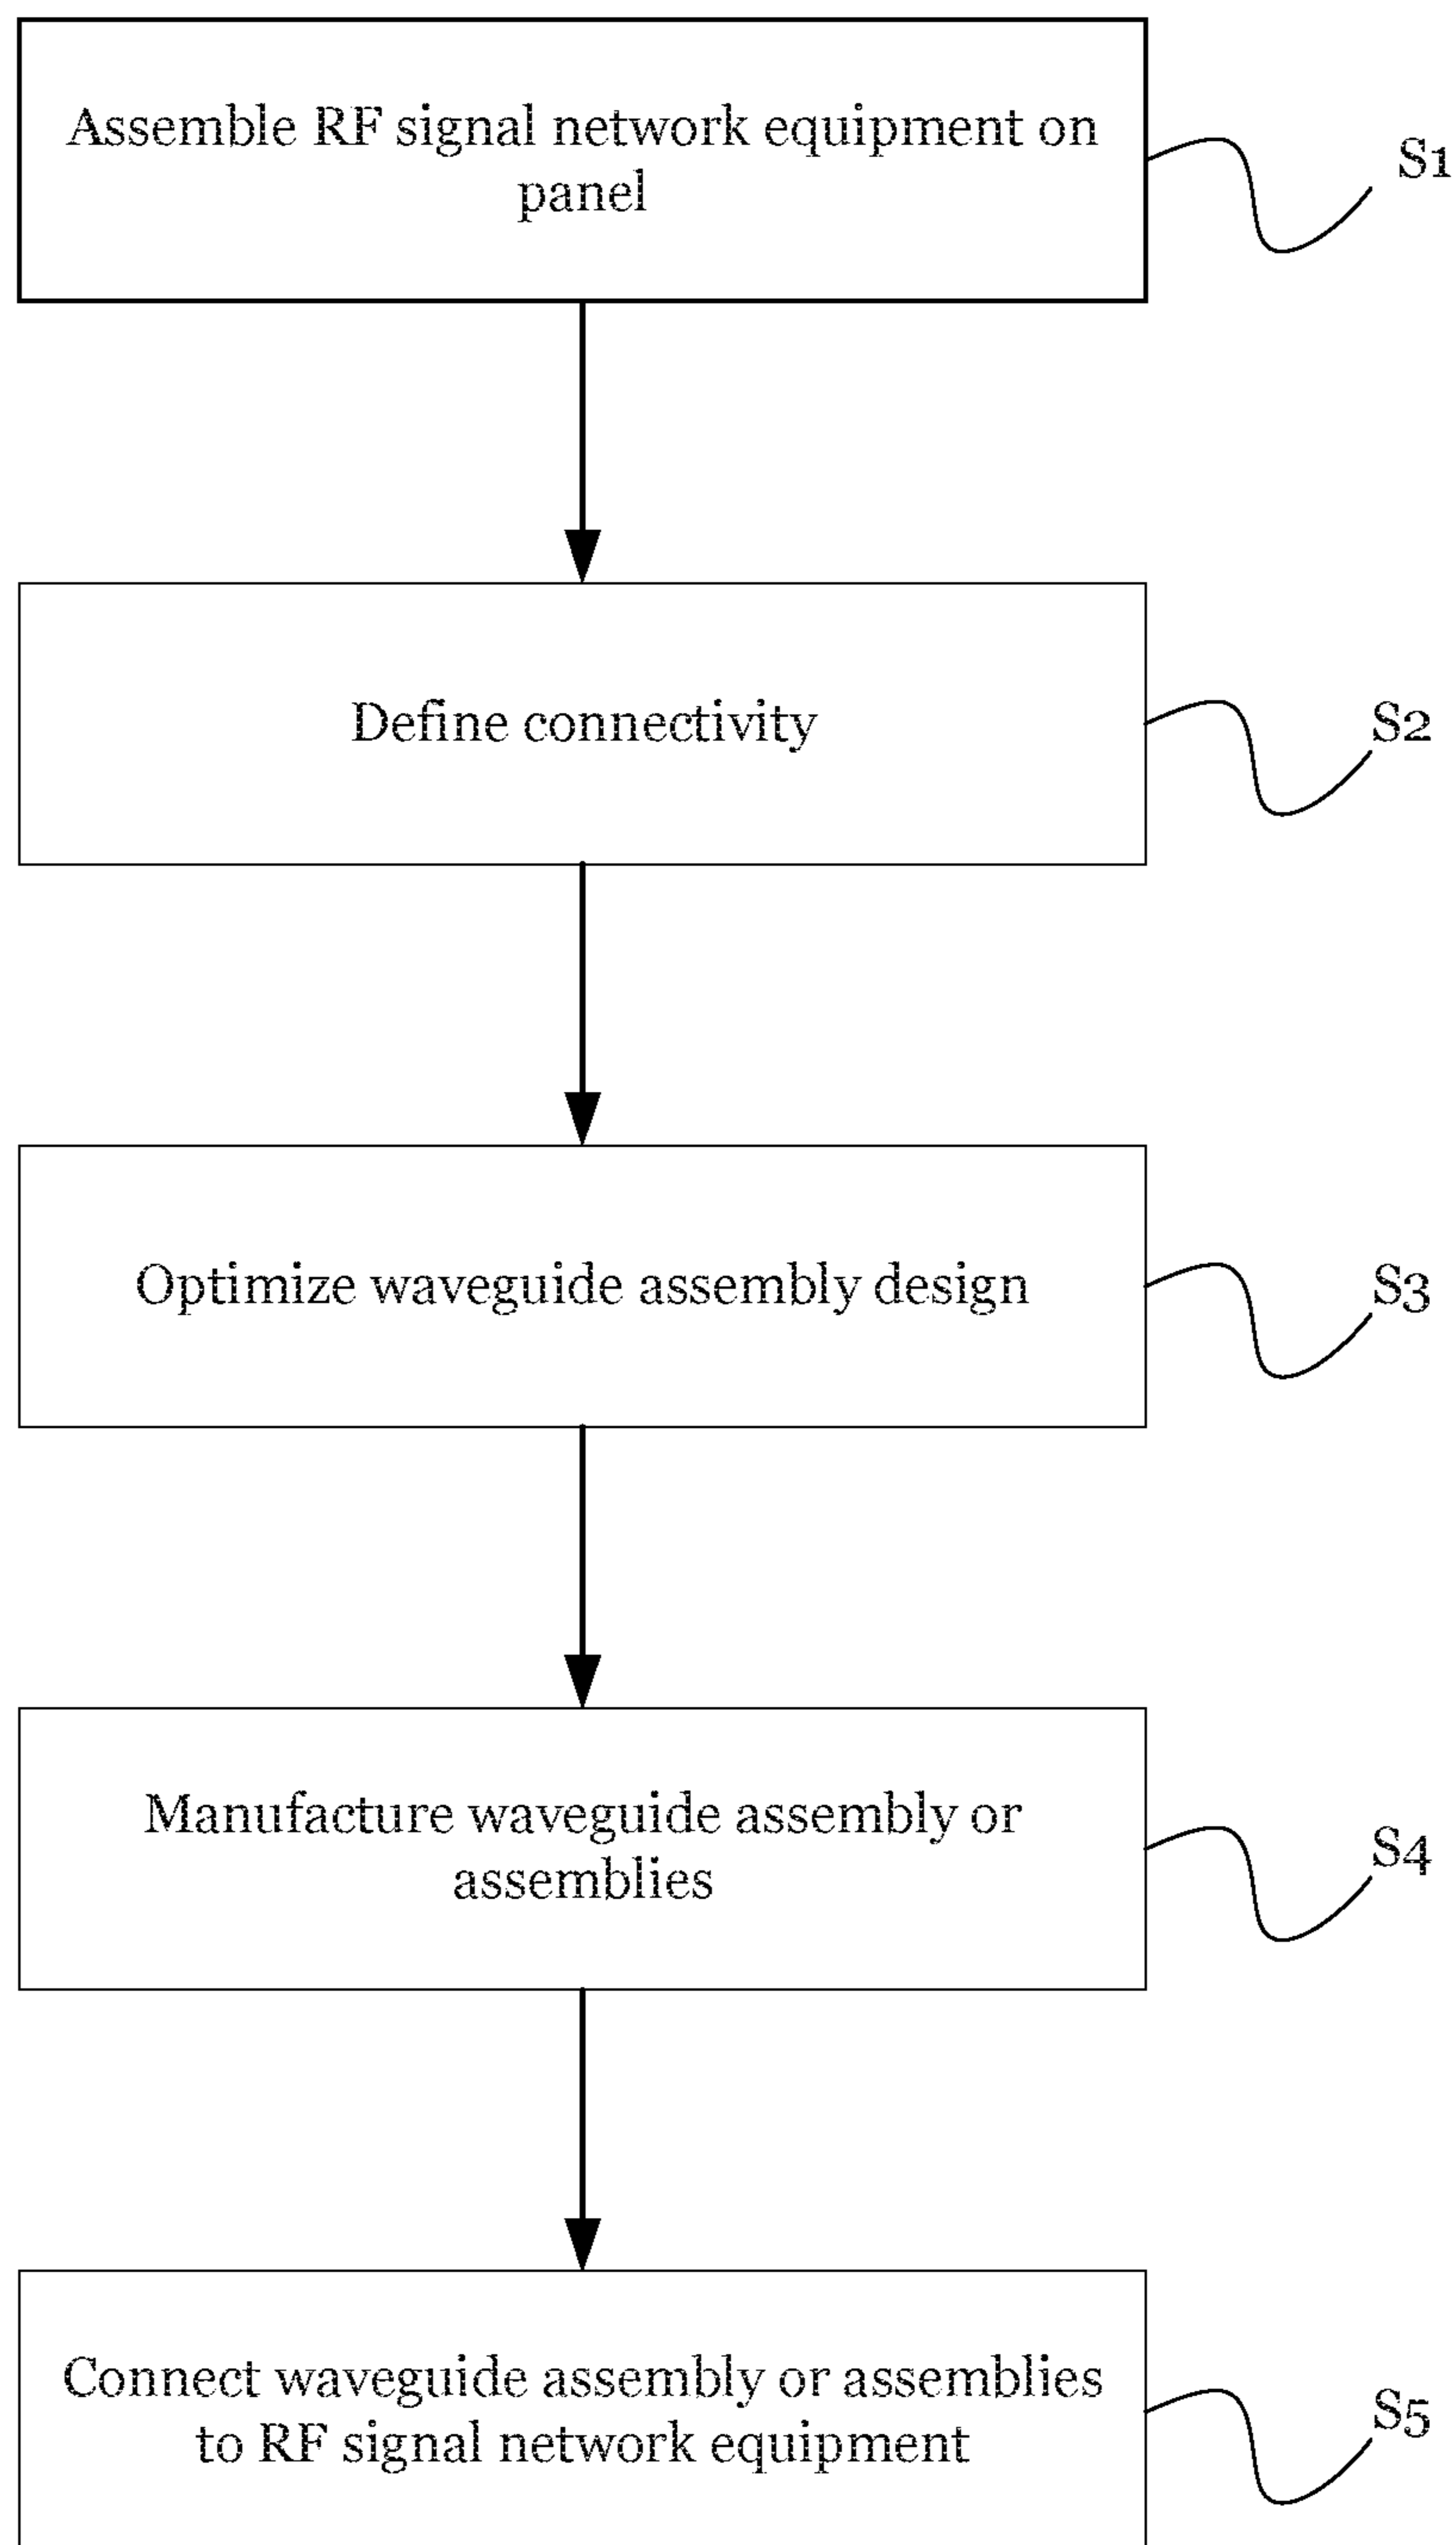 Assemble RF signal network equipment on
panel
S1
Define connectivity
S2
Optimize waveguide assembly design
S3
Manufacture waveguide assembly or
assemblies
S4
Connect waveguide assembly or assemblies
to RF signal network equipment
S5